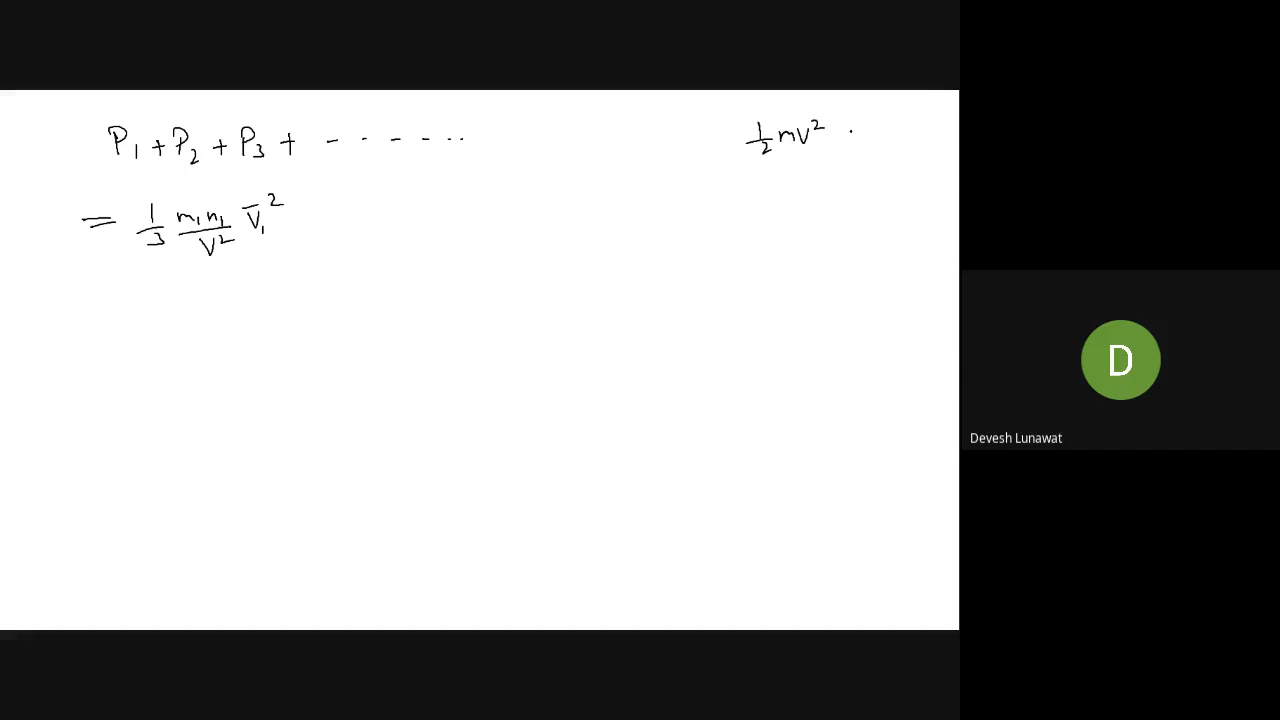 P₁ + P₂ + P₃ + - · - - ··
½ mv² ·
= 1/3 m₁n₁/V² V̅₁²
D
Devesh Lunawat